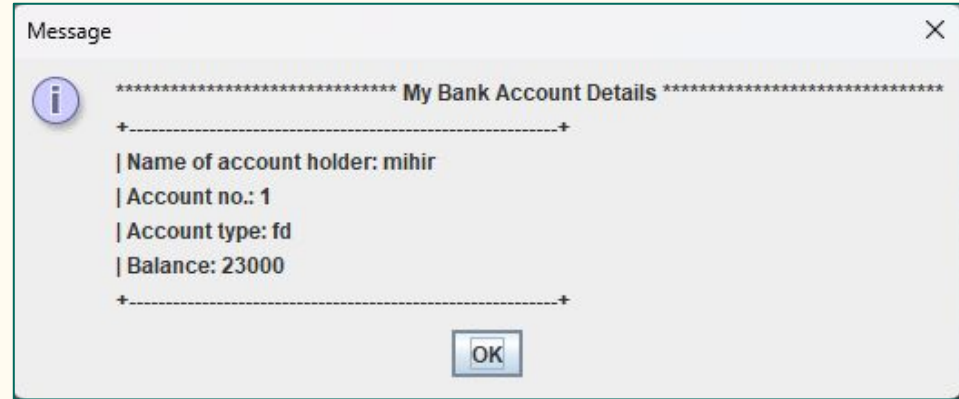 Message
******************************* My Bank Account Details *******************************
+-----------------------------------------------------------+
| Name of account holder: mihir
| Account no.: 1
| Account type: fd
| Balance: 23000
+-----------------------------------------------------------+
OK